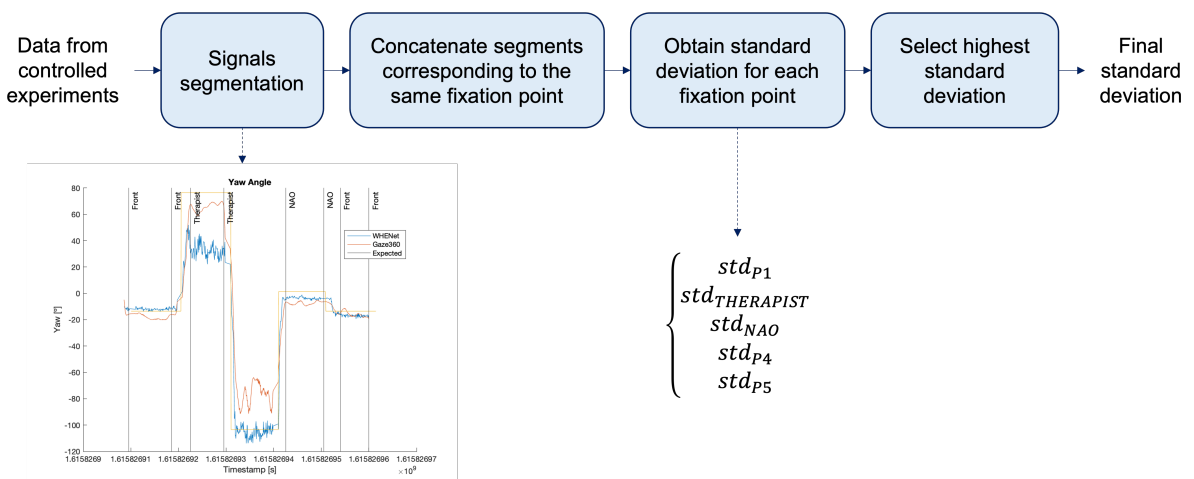 Data from
controlled
experiments
Signals
segmentation
Concatenate segments
corresponding to the
same fixation point
Obtain standard
deviation for each
fixation point
Select highest
standard
deviation
Final
standard
deviation
Yaw Angle
Front
Front
Therapist
Therapist
NAO
NAO
Front
Front
WHENet
Gaze360
Expected
80
60
40
20
0
-20
-40
-60
-80
-100
-120
Yaw [°]
1.61582691 1.61582692 1.61582693 1.61582694 1.61582695 1.61582696 1.61582697
Timestamp [s]
×10⁹
std_P1
std_THERAPIST
std_NAO
std_P4
std_P5